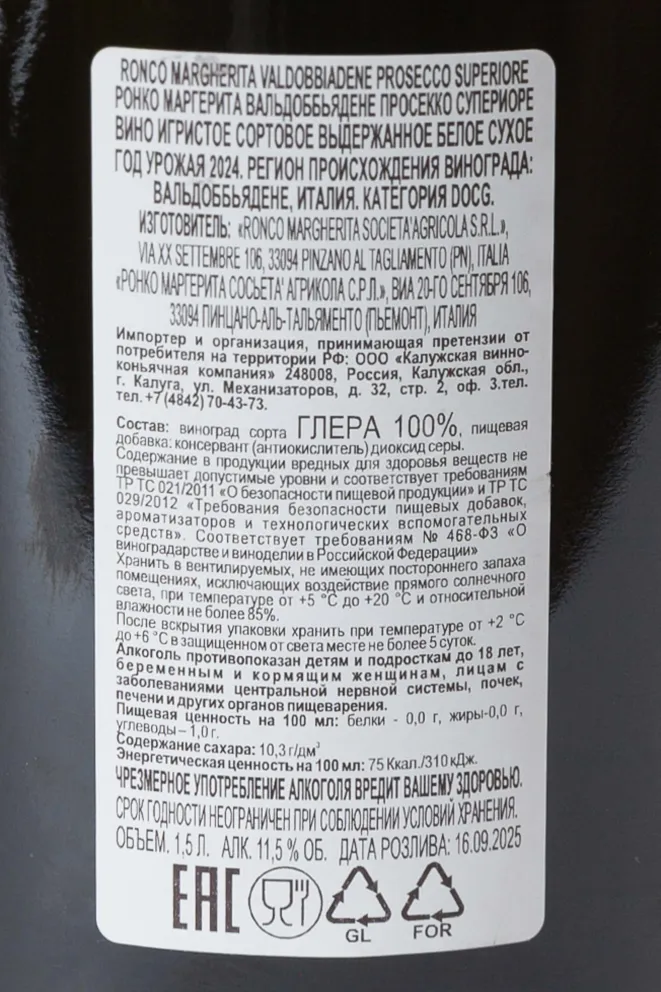 RONCO MARGHERITA VALDOBBIADENE PROSECCO SUPERIORE
РОНКО МАРГЕРИТА ВАЛЬДОББЬЯДЕНЕ ПРОСЕККО СУПЕРИОРЕ
ВИНО ИГРИСТОЕ СОРТОВОЕ ВЫДЕРЖАННОЕ БЕЛОЕ СУХОЕ
ГОД УРОЖАЯ 2024. РЕГИОН ПРОИСХОЖДЕНИЯ ВИНОГРАДА:
ВАЛЬДОББЬЯДЕНЕ, ИТАЛИЯ. КАТЕГОРИЯ DOCG.
ИЗГОТОВИТЕЛЬ: «RONCO MARGHERITA SOCIETA'AGRICOLA S.R.L.»,
VIA XX SETTEMBRE 106, 33094 PINZANO AL TAGLIAMENTO (PN), ITALIA
«РОНКО МАРГЕРИТА СОСЬЕТА' АГРИКОЛА С.Р.Л.», ВИА 20-ГО СЕНТЯБРЯ 106,
33094 ПИНЦАНО-АЛЬ-ТАЛЬЯМЕНТО (ПЬЕМОНТ), ИТАЛИЯ
Импортер и организация, принимающая претензии от
потребителя на территории РФ: ООО «Калужская винно-
коньячная компания» 248008, Россия, Калужская обл.,
г. Калуга, ул. Механизаторов, д. 32, стр. 2, оф. 3.тел.
тел.+7 (4842) 70-43-73.
Состав: виноград сорта ГЛЕРА 100%, пищевая
добавка: консервант (антиокислитель) диоксид серы.
Содержание в продукции вредных для здоровья веществ не
превышает допустимые уровни и соответствует требованиям
ТР ТС 021/2011 «О безопасности пищевой продукции» и ТР ТС
029/2012 «Требования безопасности пищевых добавок,
ароматизаторов и технологических вспомогательных
средств». Соответствует требованиям № 468-ФЗ «О
виноградарстве и виноделии в Российской Федерации»
Хранить в вентилируемых, не имеющих постороннего запаха
помещениях, исключающих воздействие прямого солнечного
света, при температуре от +5 °C до +20 °C и относительной
влажности не более 85%.
После вскрытия упаковки хранить при температуре от +2 °C
до +6 °C в защищенном от света месте не более 5 суток.
Алкоголь противопоказан детям и подросткам до 18 лет,
беременным и кормящим женщинам, лицам с
заболеваниями центральной нервной системы, почек,
печени и других органов пищеварения.
Пищевая ценность на 100 мл: белки - 0,0 г, жиры-0,0 г,
углеводы – 1,0 г.
Содержание сахара: 10,3 г/дм³
Энергетическая ценность на 100 мл: 75 Ккал./310 кДж.
ЧРЕЗМЕРНОЕ УПОТРЕБЛЕНИЕ АЛКОГОЛЯ ВРЕДИТ ВАШЕМУ ЗДОРОВЬЮ.
СРОК ГОДНОСТИ НЕОГРАНИЧЕН ПРИ СОБЛЮДЕНИИ УСЛОВИЙ ХРАНЕНИЯ.
ОБЪЕМ. 1,5 Л. АЛК. 11,5 % ОБ. ДАТА РОЗЛИВА: 16.09.2025
EAC
GL FOR